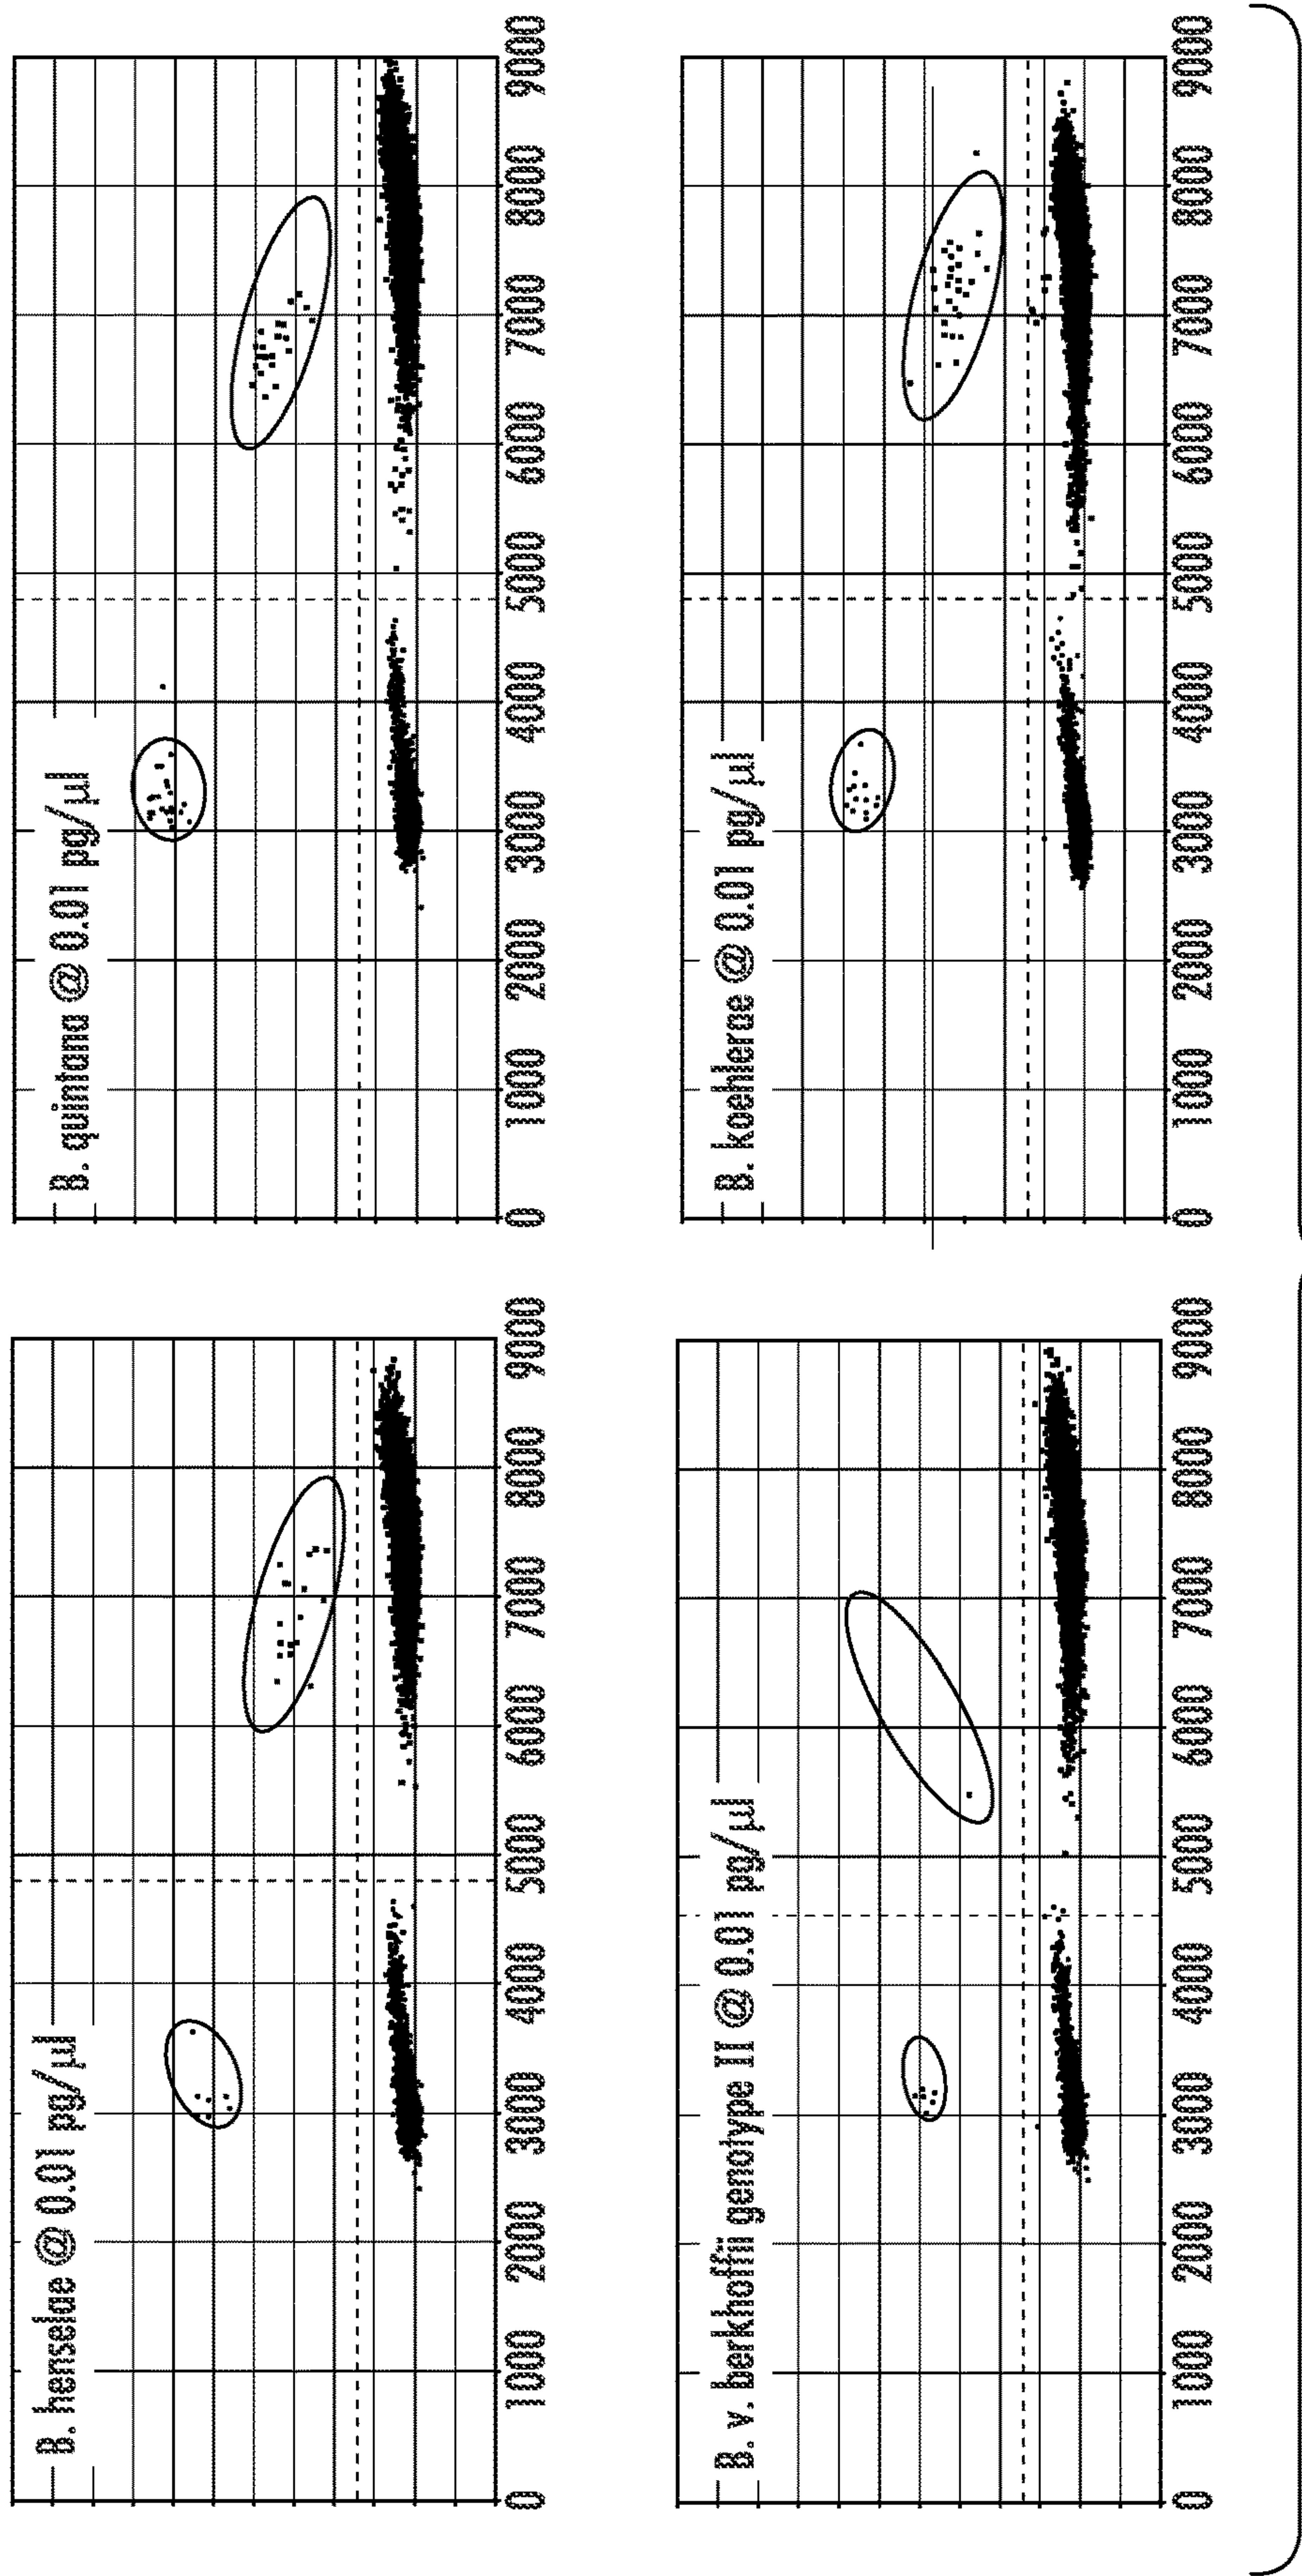 B. henselae @ 0.01 pg/μl
0 1000 2000 3000 4000 5000 6000 7000 8000 9000
B. quintana @ 0.01 pg/μl
0 1000 2000 3000 4000 5000 6000 7000 8000 9000
B. v. berkhoffii genotype II @ 0.01 pg/μl
0 1000 2000 3000 4000 5000 6000 7000 8000 9000
B. koehlerae @ 0.01 pg/μl
0 1000 2000 3000 4000 5000 6000 7000 8000 9000